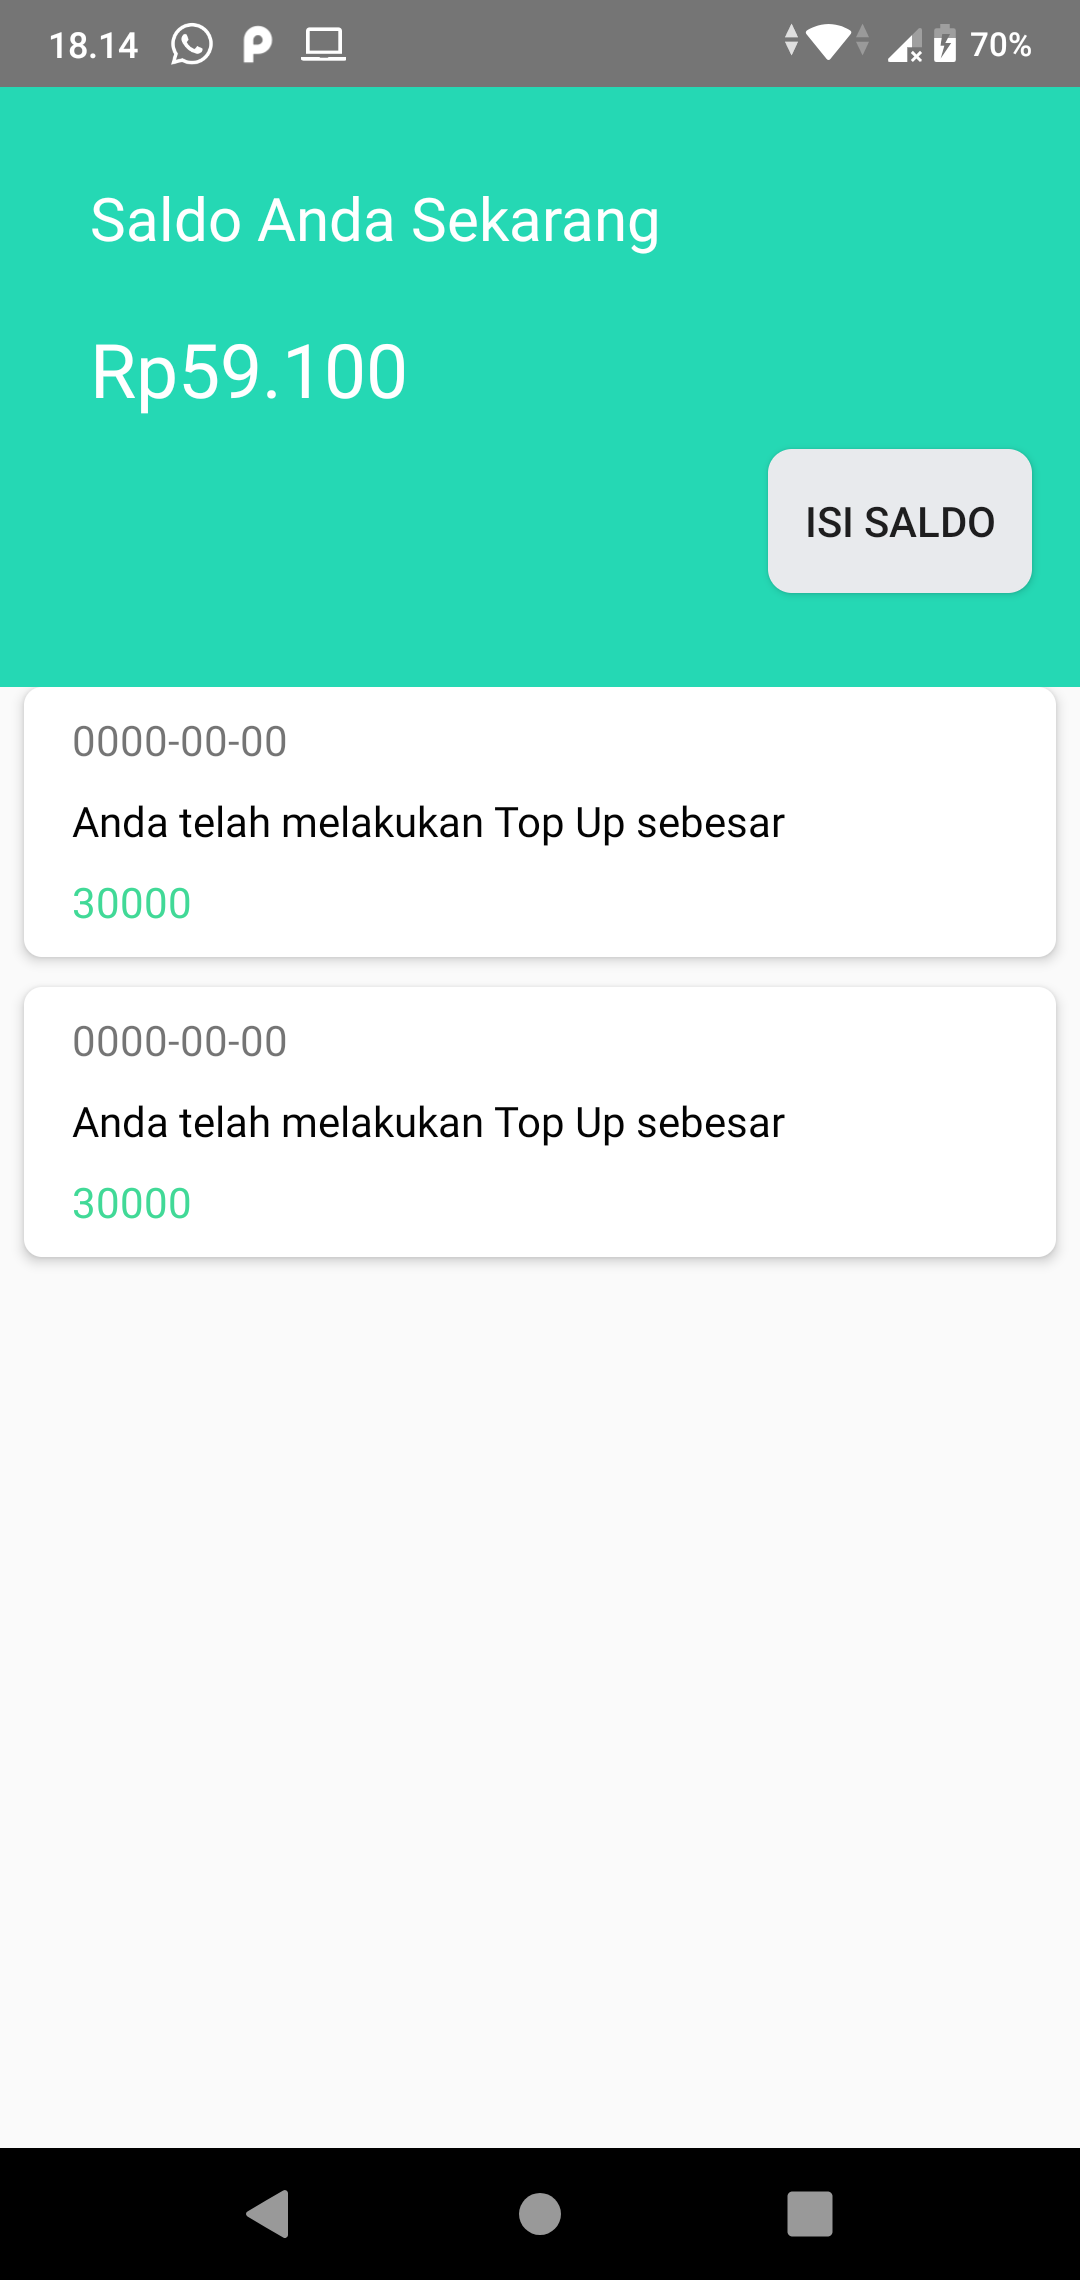 18.14
70%
Saldo Anda Sekarang
Rp59.100
ISI SALDO
0000-00-00
Anda telah melakukan Top Up sebesar
30000
0000-00-00
Anda telah melakukan Top Up sebesar
30000